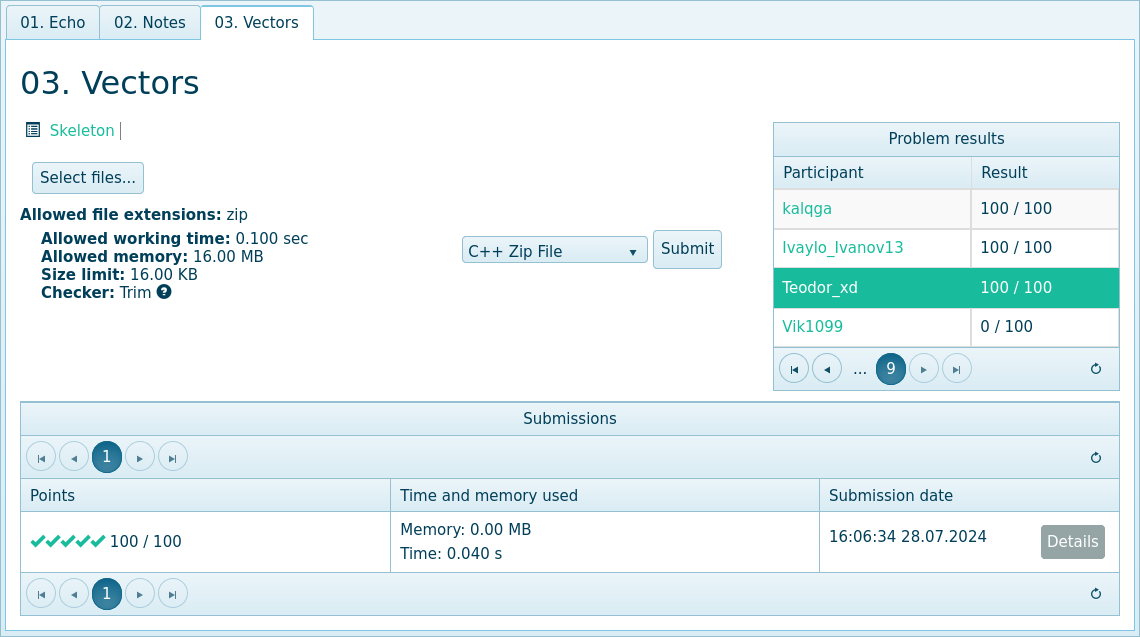 01. Echo 02. Notes 03. Vectors
03. Vectors
Skeleton |
Select files...
Allowed file extensions: zip
Allowed working time: 0.100 sec
Allowed memory: 16.00 MB
Size limit: 16.00 KB
Checker: Trim ?
C++ Zip File Submit
Problem results
Participant Result
kalqga 100 / 100
Ivaylo_Ivanov13 100 / 100
Teodor_xd 100 / 100
Vik1099 0 / 100
... 9
Submissions
1
Points Time and memory used Submission date
100 / 100 Memory: 0.00 MB 16:06:34 28.07.2024 Details
Time: 0.040 s
1